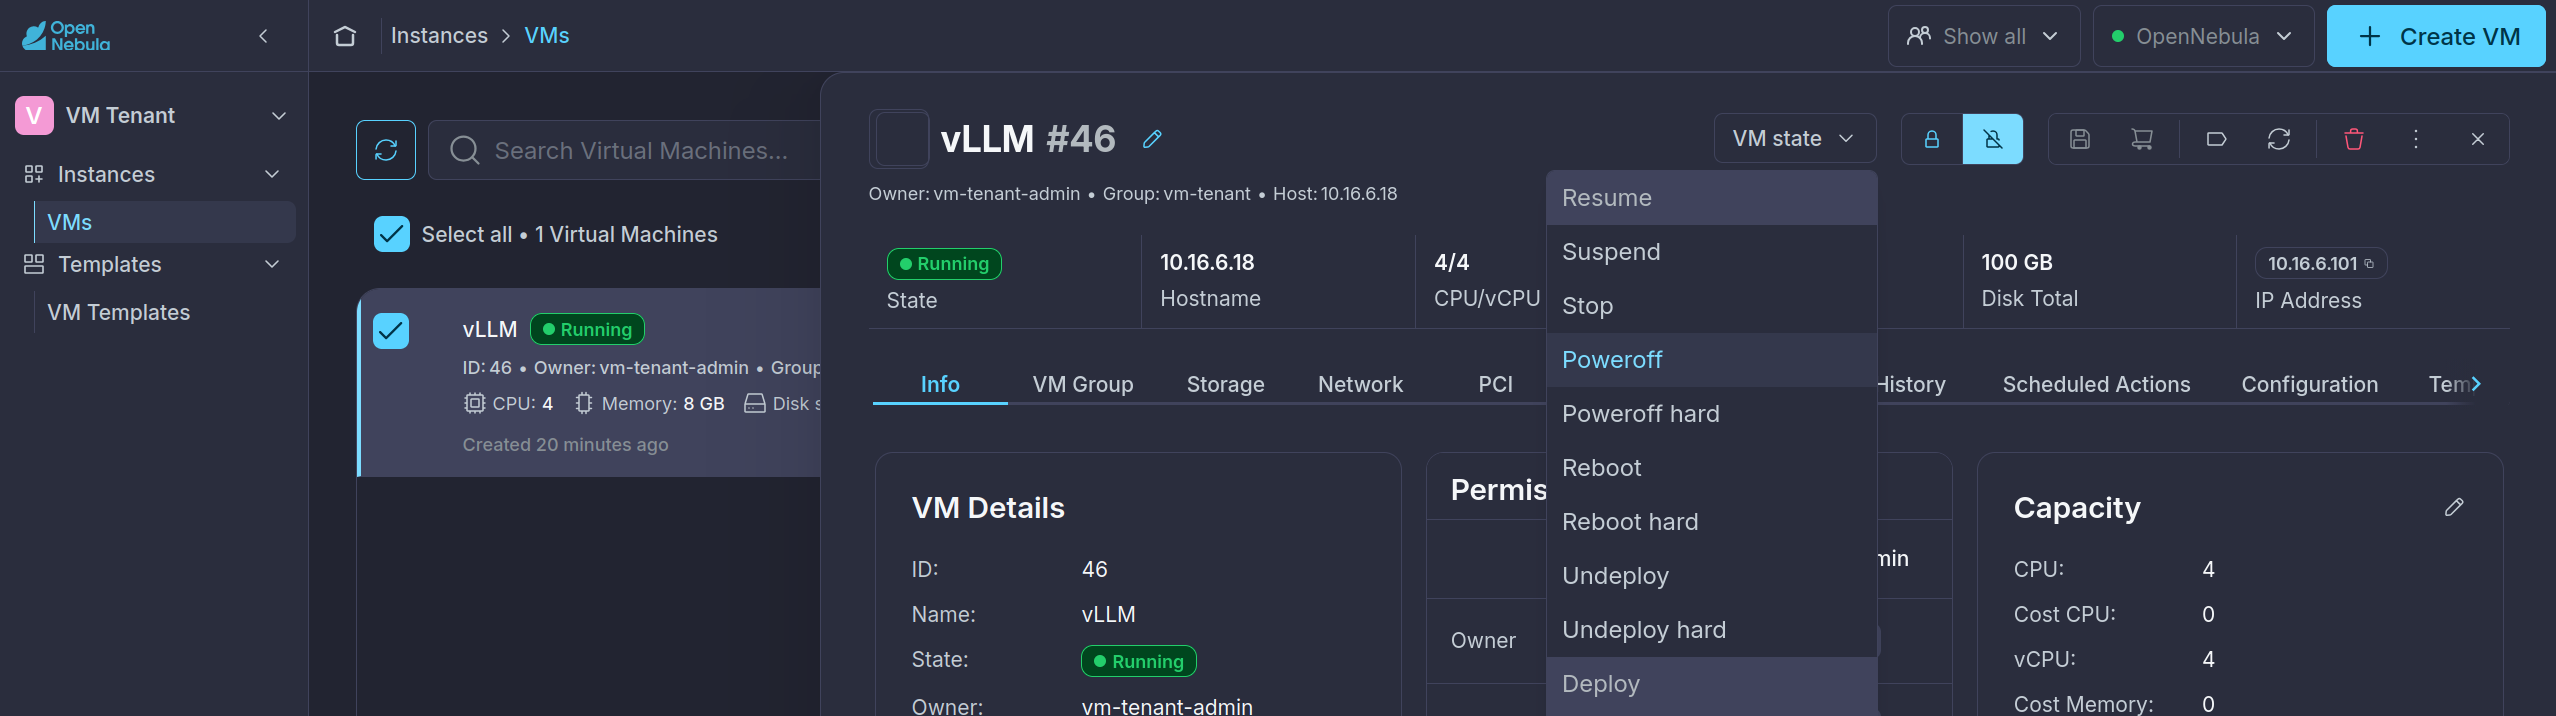 Open
Nebula
Instances > VMs
Show all
OpenNebula
+ Create VM
V VM Tenant
Instances
VMs
Templates
VM Templates
Search Virtual Machines...
Select all • 1 Virtual Machines
vLLM Running
ID: 46 • Owner: vm-tenant-admin • Group
CPU: 4 Memory: 8 GB Disk s
Created 20 minutes ago
vLLM #46
VM state
Owner: vm-tenant-admin • Group: vm-tenant • Host: 10.16.6.18
Running
State
10.16.6.18
Hostname
4/4
CPU/vCPU
100 GB
Disk Total
10.16.6.101
IP Address
Resume
Suspend
Stop
Poweroff
Poweroff hard
Reboot
Reboot hard
Undeploy
Undeploy hard
Deploy
Info VM Group Storage Network PCI History Scheduled Actions Configuration Tem
VM Details
ID: 46
Name: vLLM
State: Running
Owner: vm-tenant-admin
Permis
min
Owner
Capacity
CPU: 4
Cost CPU: 0
vCPU: 4
Cost Memory: 0